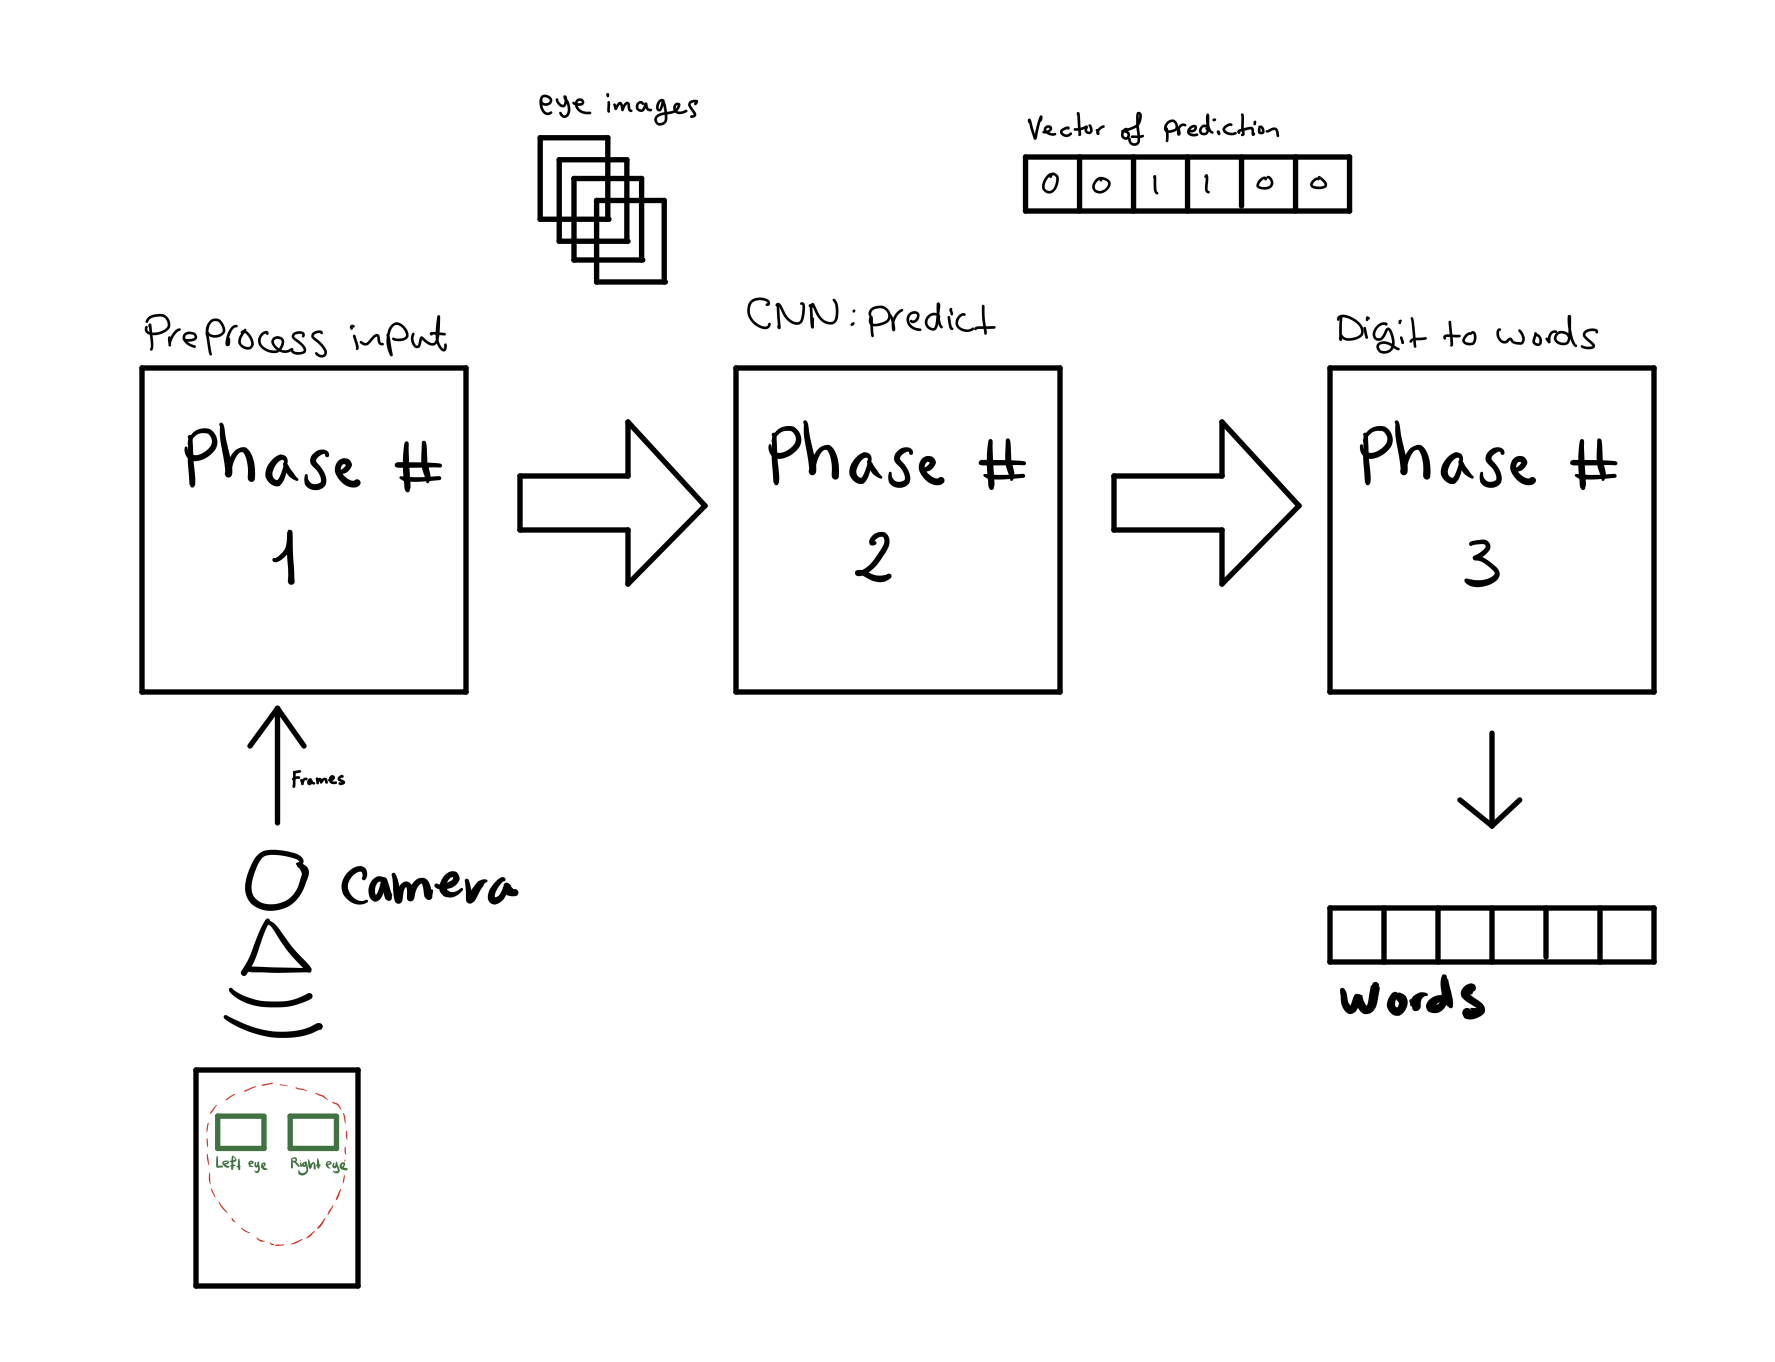 eye images
Vector of prediction
0 0 1 1 0 0
Preprocess input
CNN: predict
Digit to words
Phase #
1
Phase #
2
Phase #
3
Frames
Camera
words
Left eye
Right eye